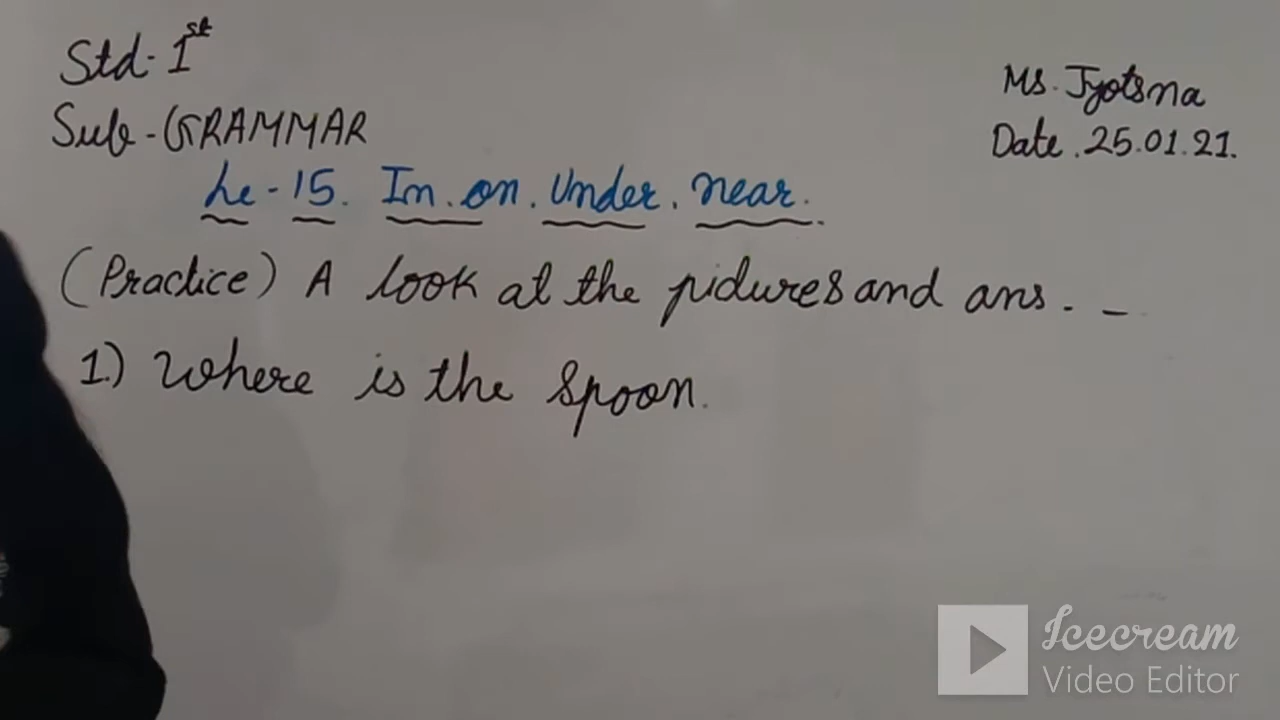 Std- 1st
Sub-GRAMMAR
Ms. Jyotsna
Date.25.01.21.
Le-15. In.on.Under.near.
(Practice) A look at the pictures and ans. -
1.) Where is the spoon.
Icecream
Video Editor